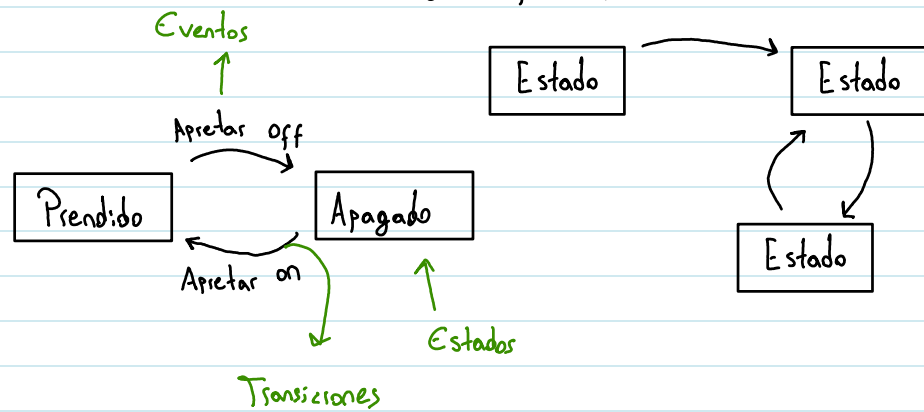 Eventos
Apretar off
Prendido
Apagado
Apretar on
Estados
Transiciones
Estado
Estado
Estado